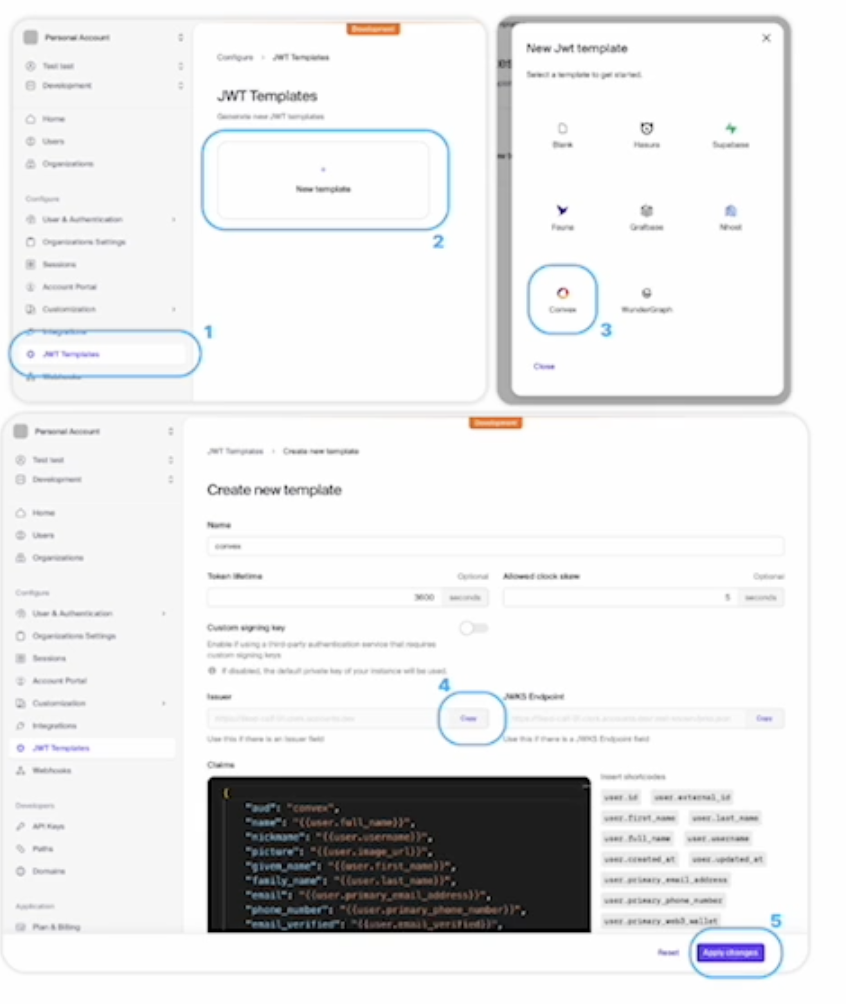 Development
Personal Account
Test test
Development
Home
Users
Organizations
Configure
User & Authentication
Organizations Settings
Sessions
Account Portal
Customization
Integrations
JWT Templates
Webhooks
1
Configure > JWT Templates
JWT Templates
Generate new JWT templates
+
New template
2
New Jwt template
Select a template to get started.
Blank
Hasura
Supabase
Fauna
Grafbase
Nhost
Convex
WunderGraph
3
Close
Development
Personal Account
Test test
Development
Home
Users
Organizations
Configure
User & Authentication
Organizations Settings
Sessions
Account Portal
Customization
Integrations
JWT Templates
Webhooks
Developers
API Keys
Paths
Domains
Application
Plan & Billing
JWT Templates > Create new template
Create new template
Name
convex
Token lifetime Optional
3600 seconds
Allowed clock skew Optional
5 seconds
Custom signing key
Enable if using a third-party authentication service that requires
custom signing keys
If disabled, the default private key of your instance will be used.
4
Issuer
Copy
Use this if there is an Issuer field
JWKS Endpoint
Copy
Use this if there is a JWKS Endpoint field
Claims
{
"aud": "convex",
"name": "{{user.full_name}}",
"nickname": "{{user.username}}",
"picture": "{{user.image_url}}",
"given_name": "{{user.first_name}}",
"family_name": "{{user.last_name}}",
"email": "{{user.primary_email_address}}",
"phone_number": "{{user.primary_phone_number}}",
"email_verified": "{{user.email_verified}}",
Insert shortcodes
user.id user.external_id
user.first_name user.last_name
user.full_name user.username
user.created_at user.updated_at
user.primary_email_address
user.primary_phone_number
user.primary_web3_wallet
5
Reset Apply changes